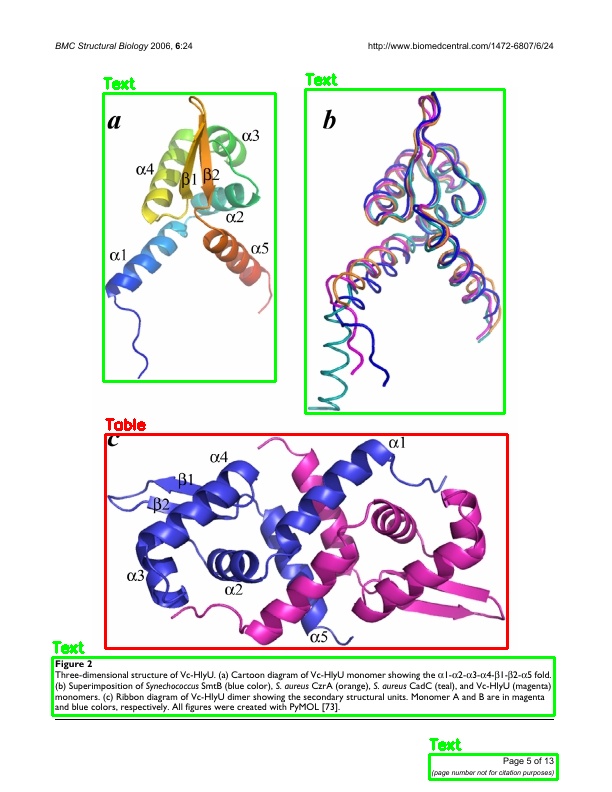 BMC Structural Biology 2006, 6:24 http://www.biomedcentral.com/1472-6807/6/24
Text
Text
a
α3
α4
β1 β2
α2
α1
α5
b
Table
c
α1
α4
β1
β2
α3
α2
α5
Text
Figure 2
Three-dimensional structure of Vc-HlyU. (a) Cartoon diagram of Vc-HlyU monomer showing the α1-α2-α3-α4-β1-β2-α5 fold.
(b) Superimposition of Synechococcus SmtB (blue color), S. aureus CzrA (orange), S. aureus CadC (teal), and Vc-HlyU (magenta)
monomers. (c) Ribbon diagram of Vc-HlyU dimer showing the secondary structural units. Monomer A and B are in magenta
and blue colors, respectively. All figures were created with PyMOL [73].
Text
Page 5 of 13
(page number not for citation purposes)